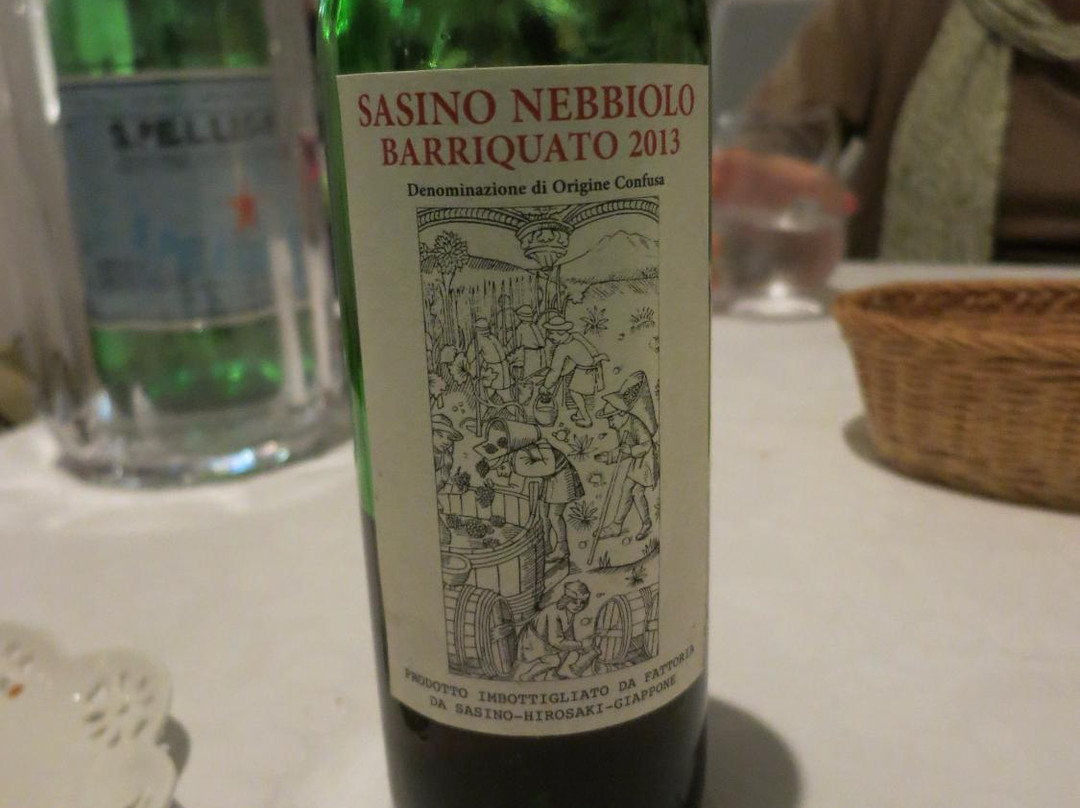 SASINO NEBBIOLO
BARRIQUATO 2013
Denominazione di Origine Confusa
PRODOTTO IMBOTTIGLIATO DA FATTORIA
DA SASINO-HIROSAKI-GIAPPONE